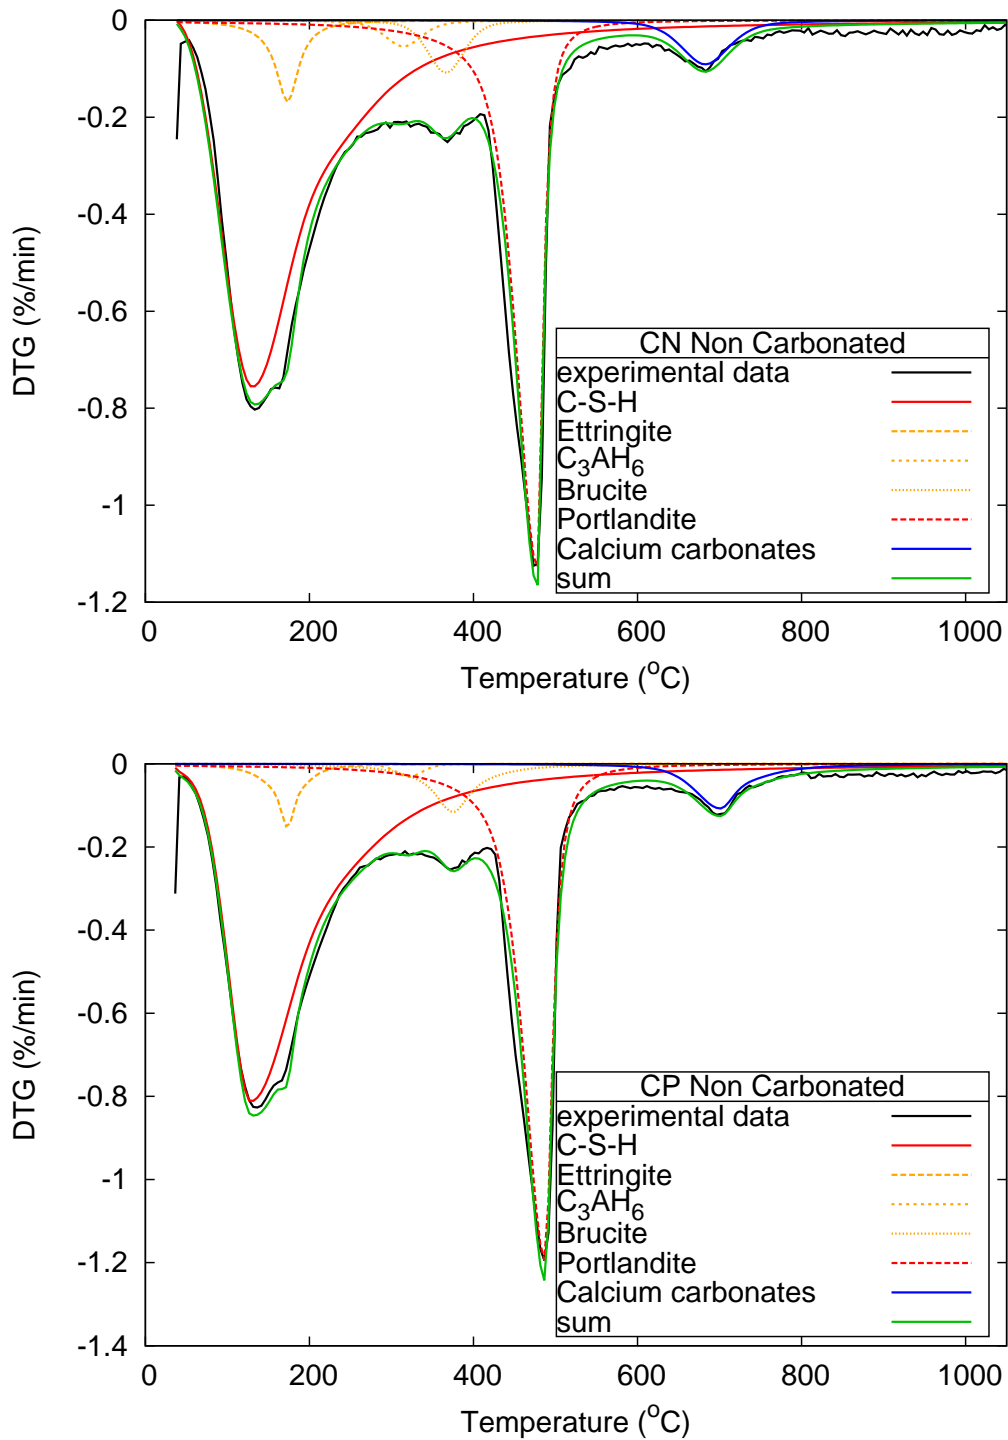 0
-0.2
-0.4
-0.6
-0.8
-1
-1.2
DTG (%/min)
CN Non Carbonated
experimental data
C-S-H
Ettringite
C3AH6
Brucite
Portlandite
Calcium carbonates
sum
0 200 400 600 800 1000
Temperature (oC)
0
-0.2
-0.4
-0.6
-0.8
-1
-1.2
-1.4
DTG (%/min)
CP Non Carbonated
experimental data
C-S-H
Ettringite
C3AH6
Brucite
Portlandite
Calcium carbonates
sum
0 200 400 600 800 1000
Temperature (oC)